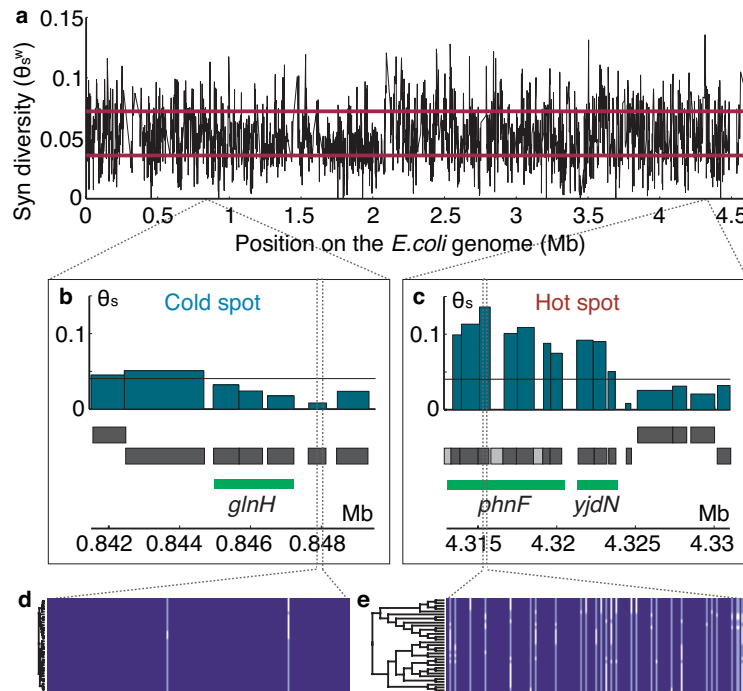 a
0.15
0.1
0.05
0
Syn diversity (θsʷ)
0 0.5 1 1.5 2 2.5 3 3.5 4 4.5
Position on the E.coli genome (Mb)
b θs Cold spot
0.1
0
glnH
Mb
0.842 0.844 0.846 0.848
c θs Hot spot
0.1
0
phnF yjdN
Mb
4.315 4.32 4.325 4.33
d
e